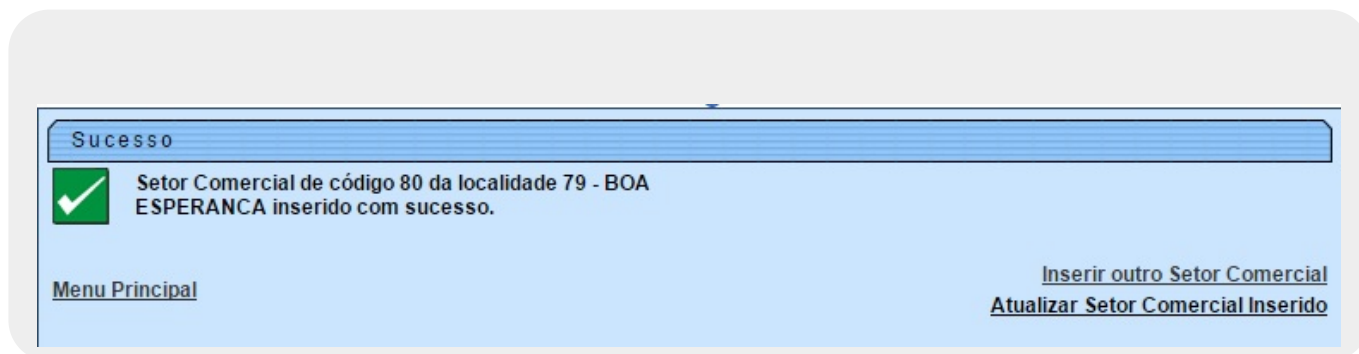 Sucesso
Setor Comercial de código 80 da localidade 79 - BOA
ESPERANCA inserido com sucesso.
Inserir outro Setor Comercial
Menu Principal
Atualizar Setor Comercial Inserido